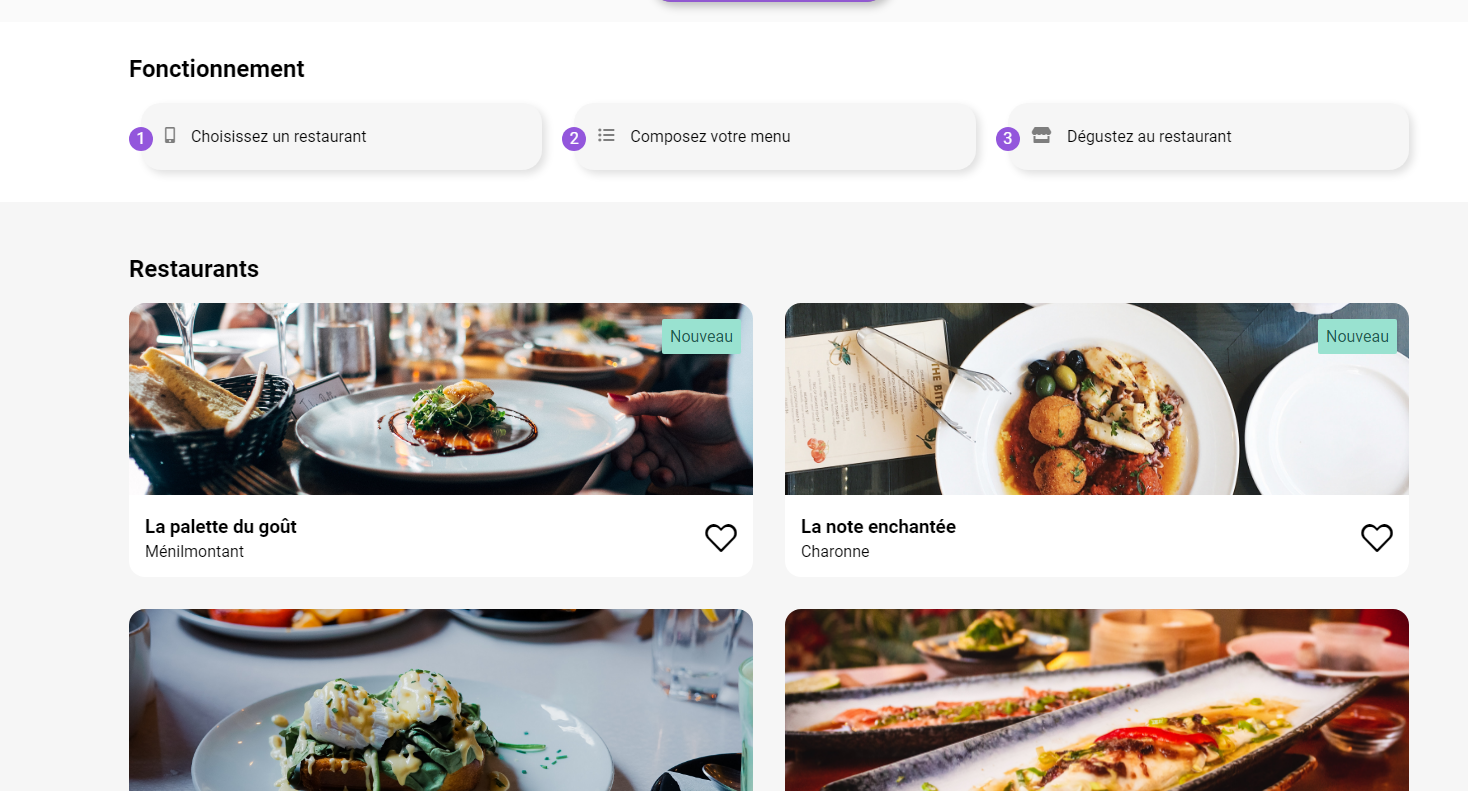 Fonctionnement
1 Choisissez un restaurant
2 Composez votre menu
3 Dégustez au restaurant
Restaurants
Nouveau
Nouveau
THE BITE
La palette du goût
Ménilmontant
La note enchantée
Charonne